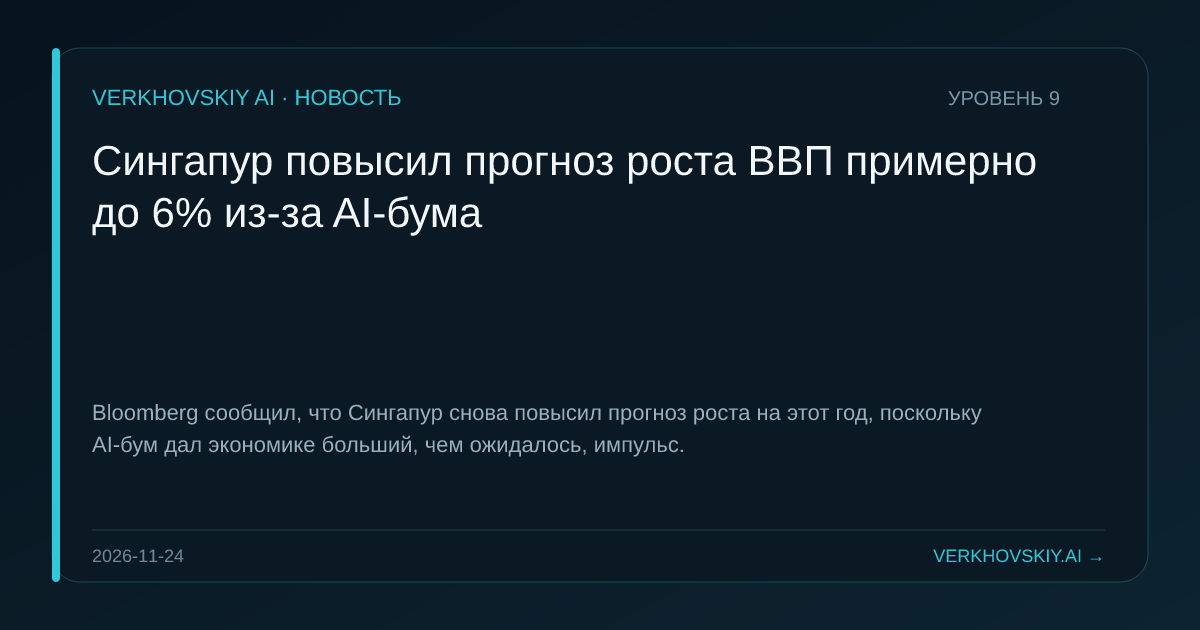 VERKHOVSKIY AI · НОВОСТЬ
УРОВЕНЬ 9
Сингапур повысил прогноз роста ВВП примерно
до 6% из-за AI-бума
Bloomberg сообщил, что Сингапур снова повысил прогноз роста на этот год, поскольку
AI-бум дал экономике больший, чем ожидалось, импульс.
2026-11-24
VERKHOVSKIY.AI →